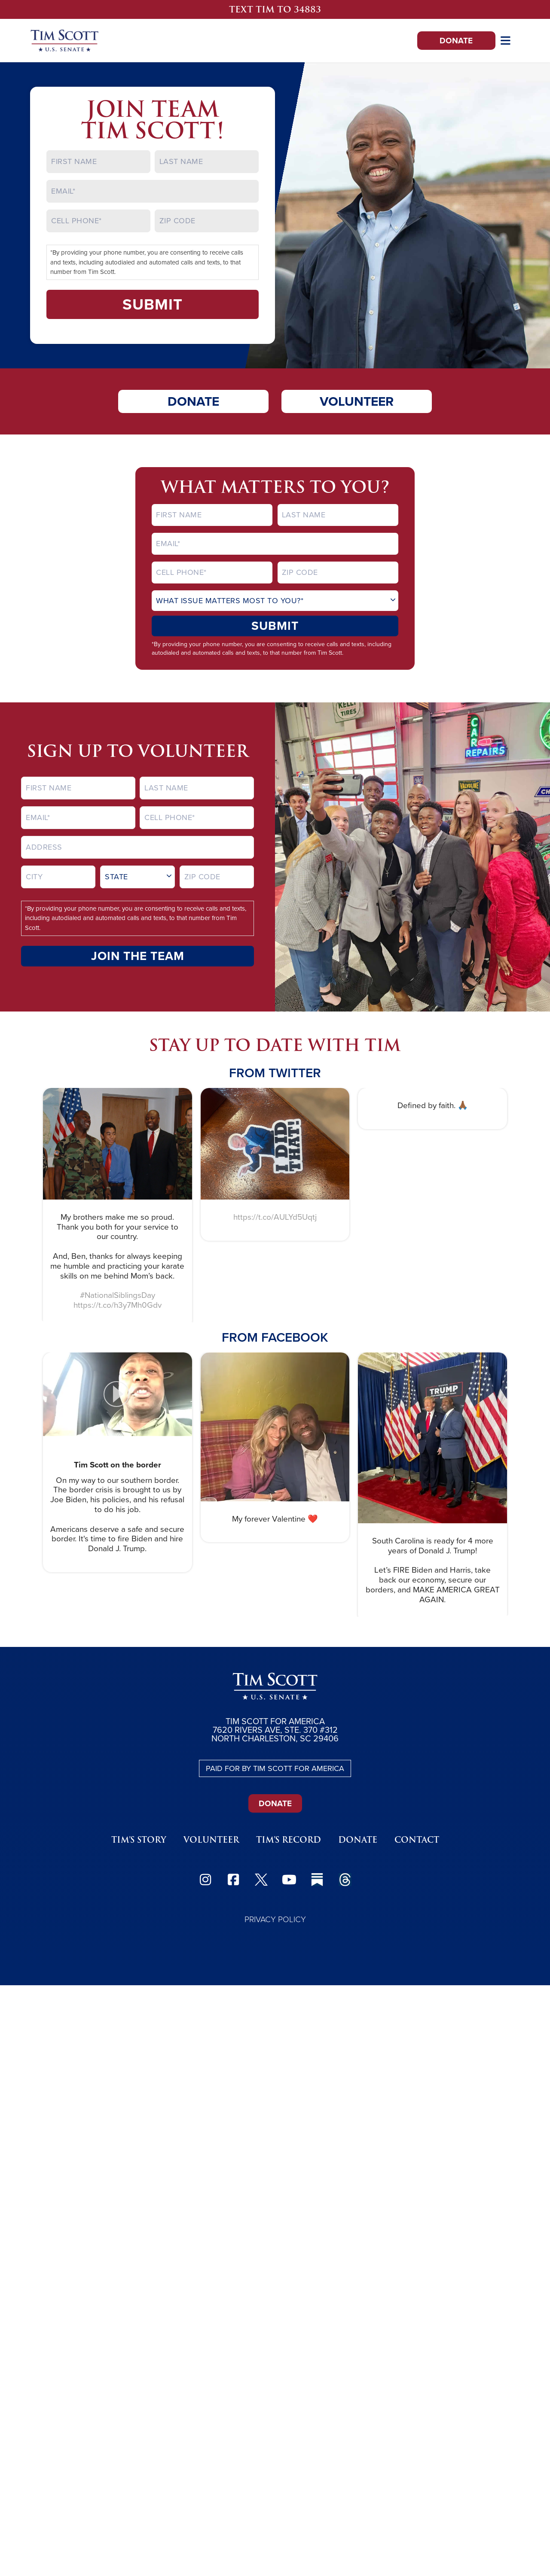 TEXT TIM TO 34883
TIM SCOTT
U.S. SENATE
DONATE
JOIN TEAM
TIM SCOTT!
FIRST NAME
LAST NAME
EMAIL*
CELL PHONE*
ZIP CODE
*By providing your phone number, you are consenting to receive calls
and texts, including autodialed and automated calls and texts, to that
number from Tim Scott.
SUBMIT
DONATE
VOLUNTEER
WHAT MATTERS TO YOU?
FIRST NAME
LAST NAME
EMAIL*
CELL PHONE*
ZIP CODE
WHAT ISSUE MATTERS MOST TO YOU?*
SUBMIT
*By providing your phone number, you are consenting to receive calls and texts, including
autodialed and automated calls and texts, to that number from Tim Scott.
SIGN UP TO VOLUNTEER
FIRST NAME
LAST NAME
EMAIL*
CELL PHONE*
ADDRESS
CITY
STATE
ZIP CODE
*By providing your phone number, you are consenting to receive calls and texts,
including autodialed and automated calls and texts, to that number from Tim
Scott.
JOIN THE TEAM
TIRES
CAR
REPAIRS
STAY UP TO DATE WITH TIM
FROM TWITTER
I DID
THAT!
My brothers make me so proud.
Thank you both for your service to
our country.
And, Ben, thanks for always keeping
me humble and practicing your karate
skills on me behind Mom's back.
#NationalSiblingsDay
https://t.co/h3y7Mh0Gdv
https://t.co/AULYd5Uqtj
Defined by faith. 🙏🏾
FROM FACEBOOK
Tim Scott on the border
On my way to our southern border.
The border crisis is brought to us by
Joe Biden, his policies, and his refusal
to do his job.
Americans deserve a safe and secure
border. It's time to fire Biden and hire
Donald J. Trump.
My forever Valentine ❤️
TRUMP
South Carolina is ready for 4 more
years of Donald J. Trump!
Let's FIRE Biden and Harris, take
back our economy, secure our
borders, and MAKE AMERICA GREAT
AGAIN.
TIM SCOTT
U.S. SENATE
TIM SCOTT FOR AMERICA
7620 RIVERS AVE, STE. 370 #312
NORTH CHARLESTON, SC 29406
PAID FOR BY TIM SCOTT FOR AMERICA
DONATE
TIM'S STORY
VOLUNTEER
TIM'S RECORD
DONATE
CONTACT
PRIVACY POLICY